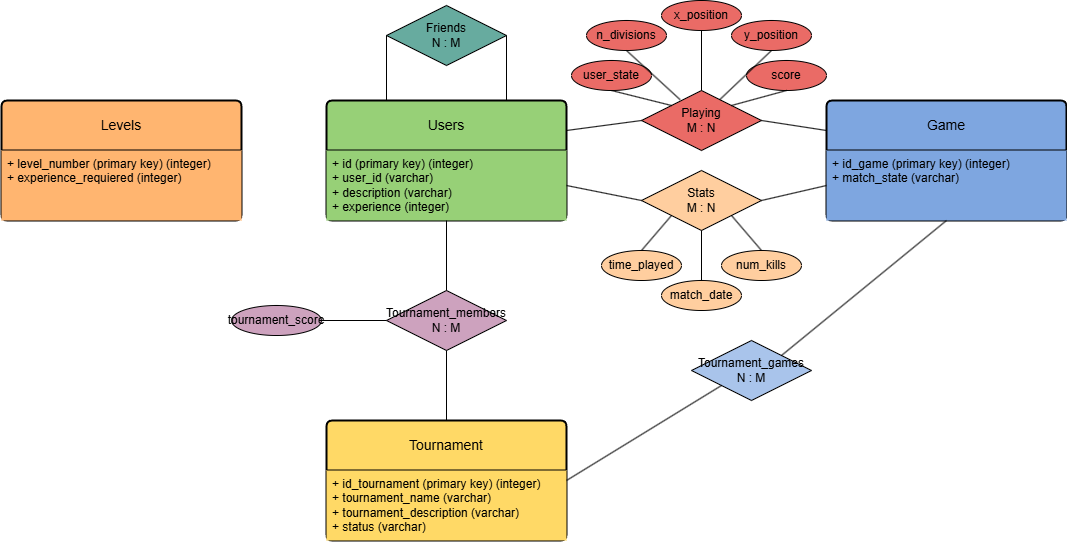 Friends
N : M
x_position
n_divisions
y_position
user_state
score
Playing
M : N
Levels
+ level_number (primary key) (integer)
+ experience_requiered (integer)
Users
+ id (primary key) (integer)
+ user_id (varchar)
+ description (varchar)
+ experience (integer)
Game
+ id_game (primary key) (integer)
+ match_state (varchar)
Stats
M : N
time_played
num_kills
match_date
tournament_score
Tournament_members
N : M
Tournament_games
N : M
Tournament
+ id_tournament (primary key) (integer)
+ tournament_name (varchar)
+ tournament_description (varchar)
+ status (varchar)